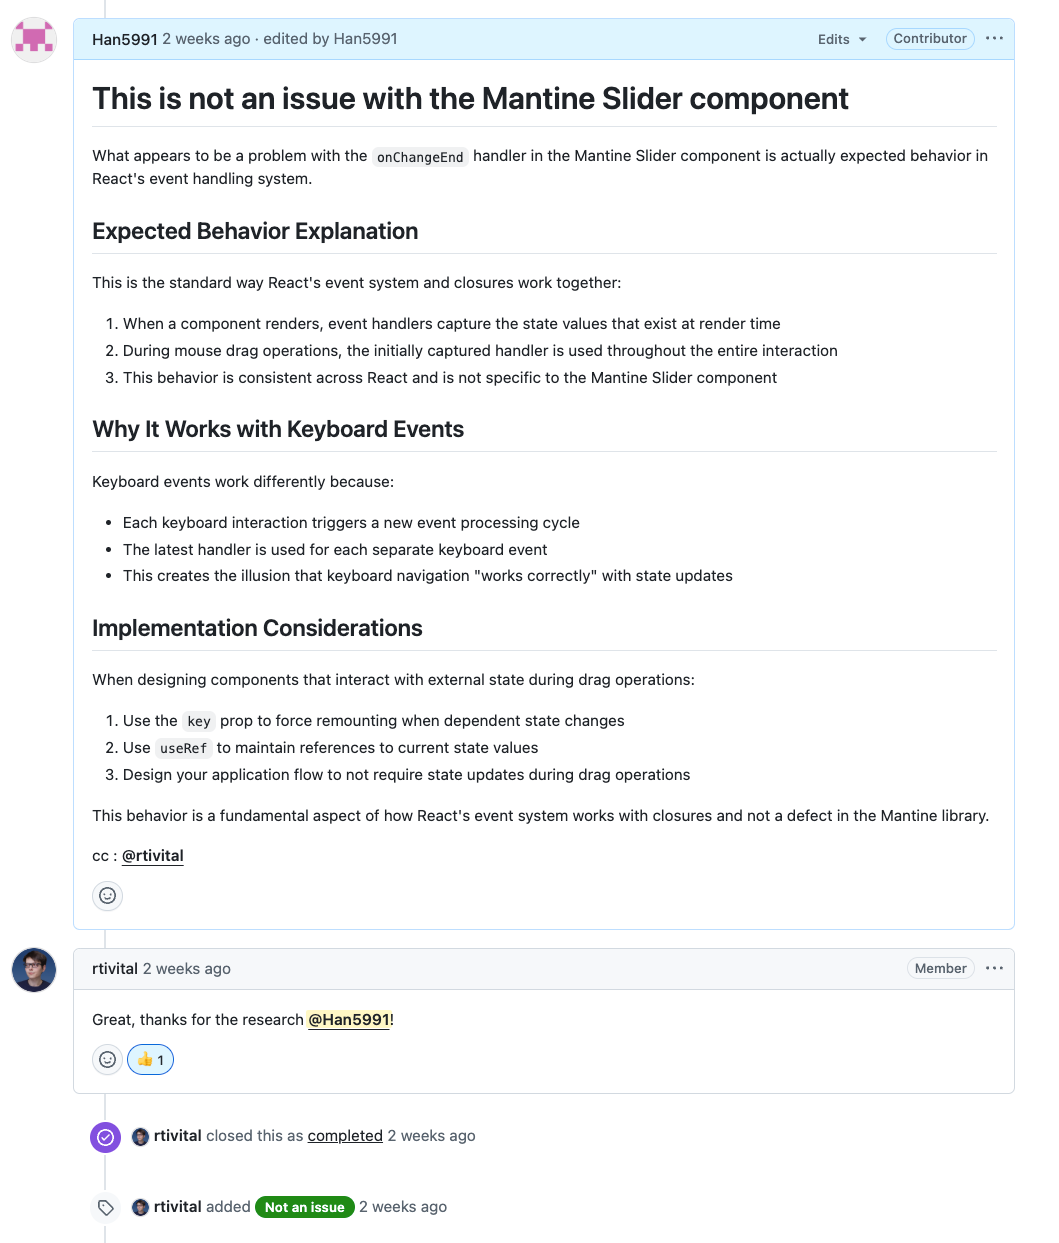 Han5991 2 weeks ago · edited by Han5991
Edits
Contributor
This is not an issue with the Mantine Slider component
What appears to be a problem with the onChangeEnd handler in the Mantine Slider component is actually expected behavior in
React's event handling system.
Expected Behavior Explanation
This is the standard way React's event system and closures work together:
1. When a component renders, event handlers capture the state values that exist at render time
2. During mouse drag operations, the initially captured handler is used throughout the entire interaction
3. This behavior is consistent across React and is not specific to the Mantine Slider component
Why It Works with Keyboard Events
Keyboard events work differently because:
• Each keyboard interaction triggers a new event processing cycle
• The latest handler is used for each separate keyboard event
• This creates the illusion that keyboard navigation "works correctly" with state updates
Implementation Considerations
When designing components that interact with external state during drag operations:
1. Use the key prop to force remounting when dependent state changes
2. Use useRef to maintain references to current state values
3. Design your application flow to not require state updates during drag operations
This behavior is a fundamental aspect of how React's event system works with closures and not a defect in the Mantine library.
cc : @rtivital
rtivital 2 weeks ago
Member
Great, thanks for the research @Han5991!
👍 1
rtivital closed this as completed 2 weeks ago
rtivital added Not an issue 2 weeks ago